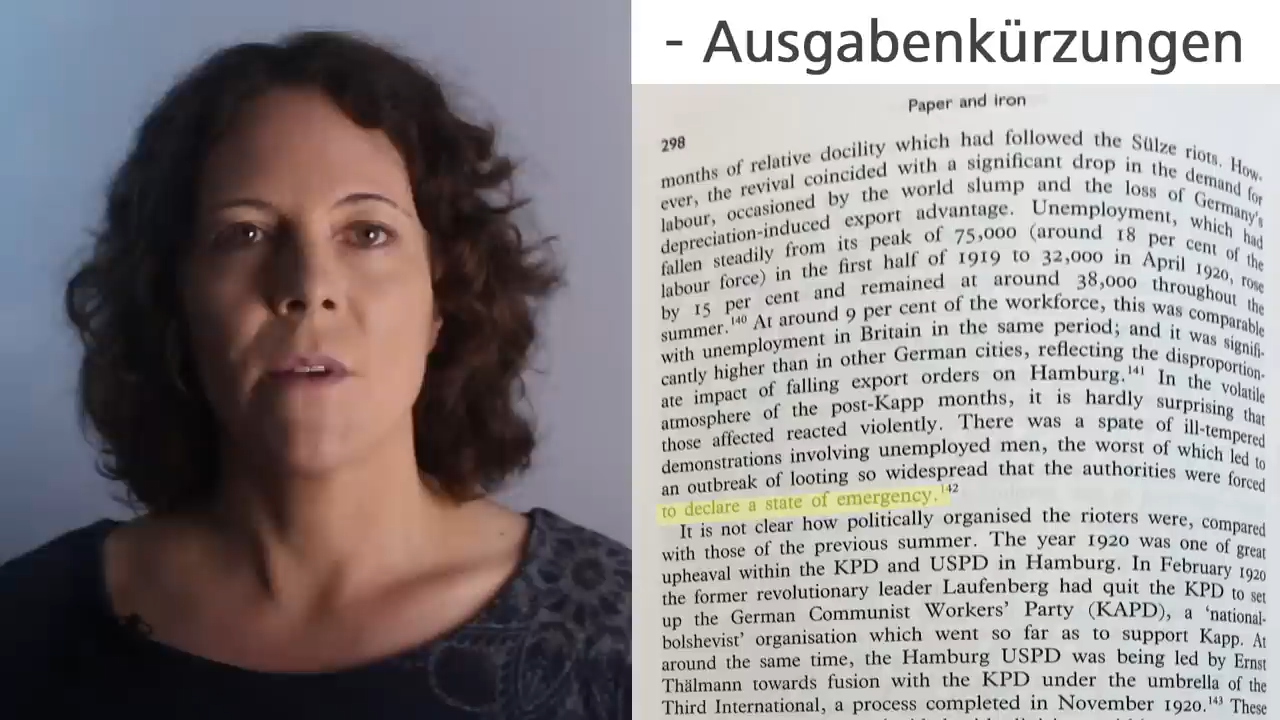 - Ausgabenkürzungen
Paper and iron
298
months of relative docility which had followed the Sülze riots. How-
ever, the revival coincided with a significant drop in the demand for
labour, occasioned by the world slump and the loss of Germany's
depreciation-induced export advantage. Unemployment, which had
fallen steadily from its peak of 75,000 (around 18 per cent of the
labour force) in the first half of 1919 to 32,000 in April 1920, rose
by 15 per cent and remained at around 38,000 throughout the
summer.140 At around 9 per cent of the workforce, this was comparable
with unemployment in Britain in the same period; and it was signifi-
cantly higher than in other German cities, reflecting the disproportion-
ate impact of falling export orders on Hamburg.141 In the volatile
atmosphere of the post-Kapp months, it is hardly surprising that
those affected reacted violently. There was a spate of ill-tempered
demonstrations involving unemployed men, the worst of which led to
an outbreak of looting so widespread that the authorities were forced
to declare a state of emergency.142
It is not clear how politically organised the rioters were, compared
with those of the previous summer. The year 1920 was one of great
upheaval within the KPD and USPD in Hamburg. In February 1920
the former revolutionary leader Laufenberg had quit the KPD to set
up the German Communist Workers' Party (KAPD), a 'national-
bolshevist' organisation which went so far as to support Kapp. At
around the same time, the Hamburg USPD was being led by Ernst
Thälmann towards fusion with the KPD under the umbrella of the
Third International, a process completed in November 1920.143 These